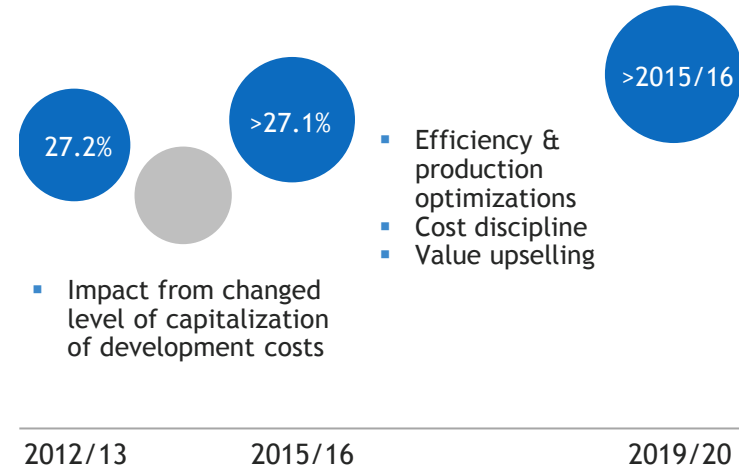 27.2%
>27.1%
>2015/16
▪ Efficiency &
production
optimizations
▪ Cost discipline
▪ Value upselling
▪ Impact from changed
level of capitalization
of development costs
2012/13
2015/16
2019/20